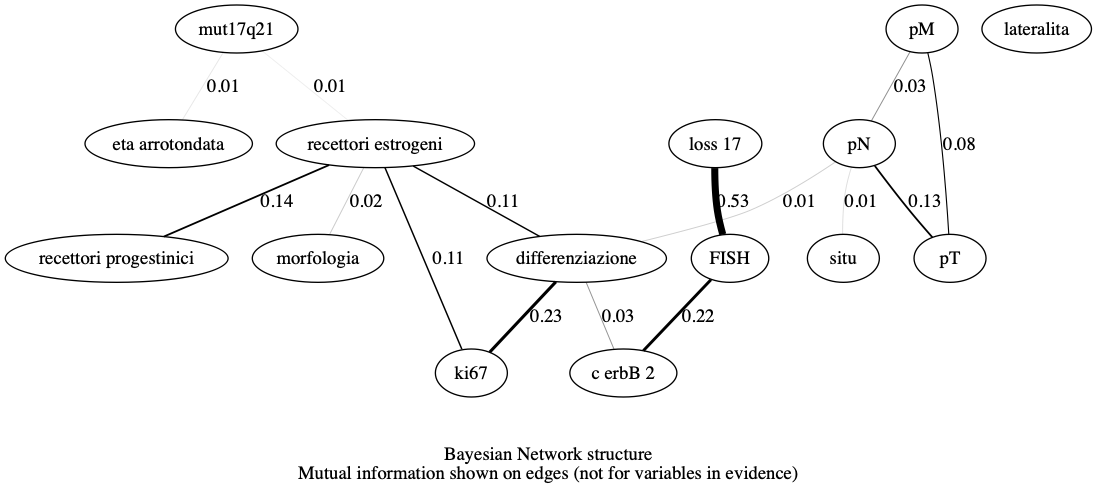 mut17q21
pM
lateralita
0.01
0.01
0.03
eta arrotondata
recettori estrogeni
loss 17
pN
0.08
0.14
0.02
0.11
0.53
0.01
0.01
0.13
recettori progestinici
morfologia
0.11
differenziazione
FISH
situ
pT
0.23
0.03
0.22
ki67
c erbB 2
Bayesian Network structure
Mutual information shown on edges (not for variables in evidence)